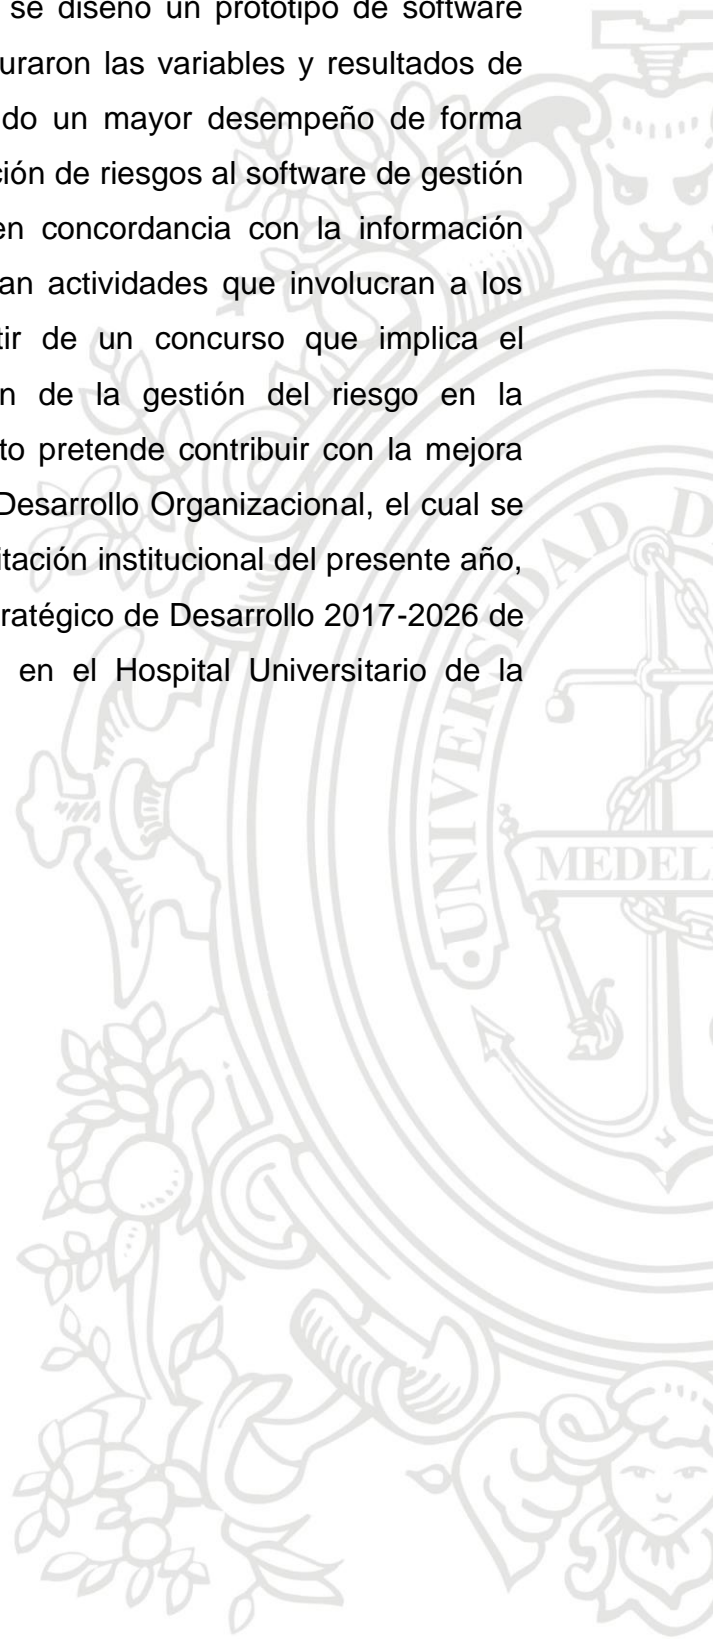 se diseñó un prototipo de software
uraron las variables y resultados de
do un mayor desempeño de forma
ción de riesgos al software de gestión
en concordancia con la información
an actividades que involucran a los
tir de un concurso que implica el
n de la gestión del riesgo en la
to pretende contribuir con la mejora
Desarrollo Organizacional, el cual se
itación institucional del presente año,
tratégico de Desarrollo 2017-2026 de
en el Hospital Universitario de la
UNIVERSIDAD D
MEDEL